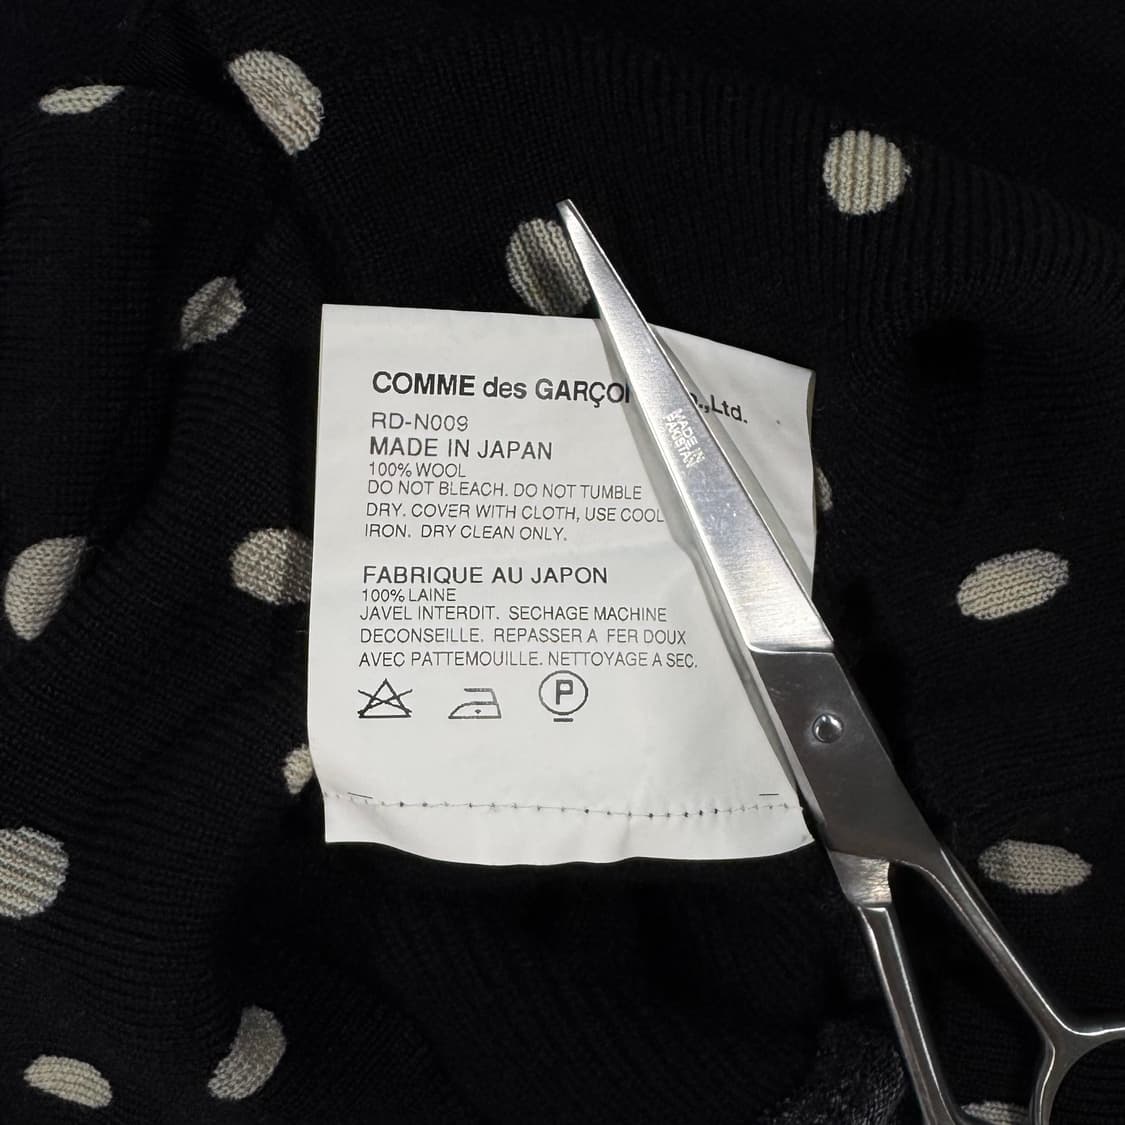 COMME des GARÇO ,Ltd.
RD-N009
MADE IN JAPAN
100% WOOL
DO NOT BLEACH. DO NOT TUMBLE
DRY. COVER WITH CLOTH, USE COOL
IRON. DRY CLEAN ONLY.
FABRIQUE AU JAPON
100% LAINE
JAVEL INTERDIT. SECHAGE MACHINE
DECONSEILLE. REPASSER A FER DOUX
AVEC PATTEMOUILLE. NETTOYAGE A SEC.
P
MADE IN
PAKISTAN